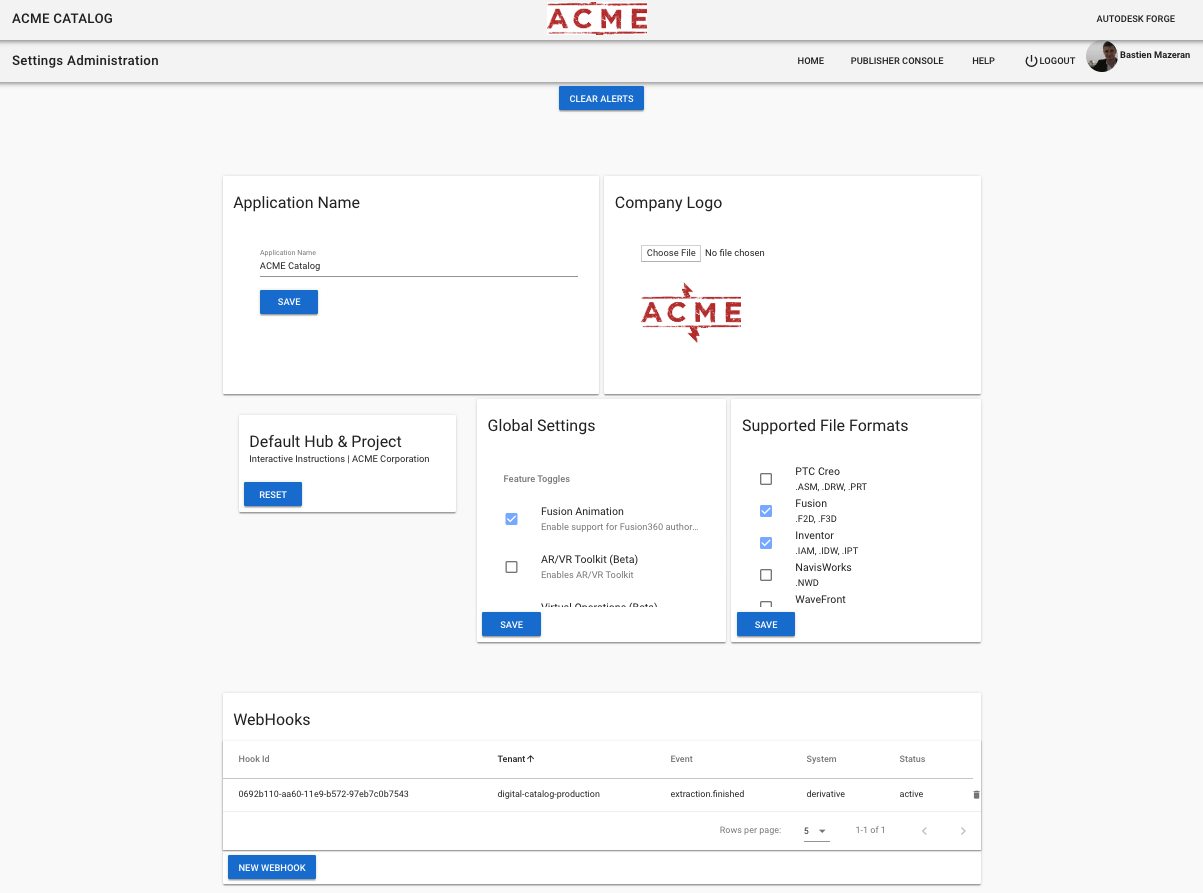 ACME CATALOG
ACME
AUTODESK FORGE
Settings Administration
HOME
PUBLISHER CONSOLE
HELP
LOGOUT
Bastien Mazeran
CLEAR ALERTS
Application Name
Application Name
ACME Catalog
SAVE
Company Logo
Choose File No file chosen
ACME
Default Hub & Project
Interactive Instructions | ACME Corporation
RESET
Global Settings
Feature Toggles
Fusion Animation
Enable support for Fusion360 author...
AR/VR Toolkit (Beta)
Enables AR/VR Toolkit
Virtual Operations (Beta)
SAVE
Supported File Formats
PTC Creo
.ASM, .DRW, .PRT
Fusion
.F2D, .F3D
Inventor
.IAM, .IDW, .IPT
NavisWorks
.NWD
WaveFront
SAVE
WebHooks
Hook Id Tenant Event System Status
0692b110-aa60-11e9-b572-97eb7c0b7543 digital-catalog-production extraction.finished derivative active
Rows per page: 5 1-1 of 1
NEW WEBHOOK